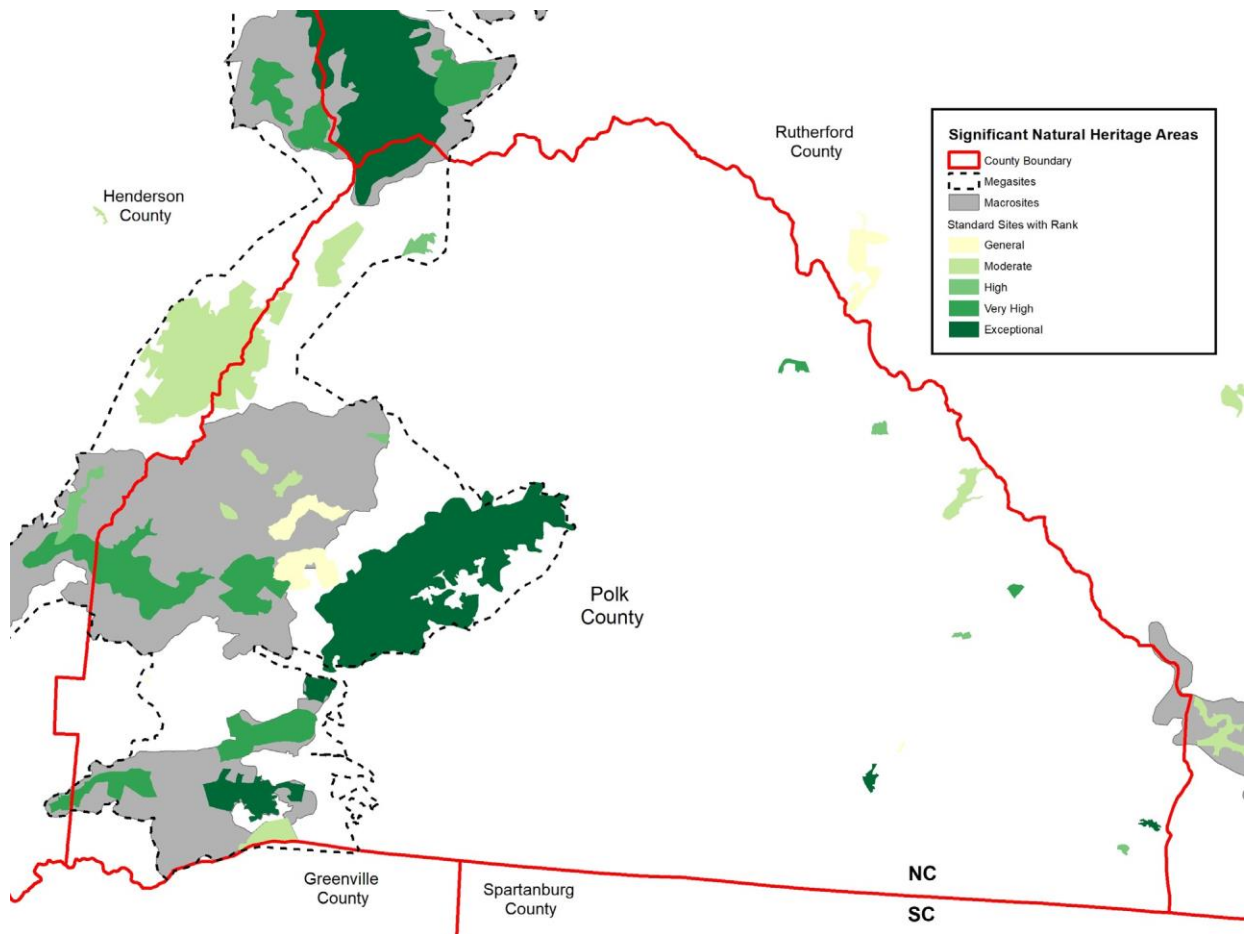 Rutherford
County
Henderson
County
Significant Natural Heritage Areas
County Boundary
Megasites
Macrosites
Standard Sites with Rank
General
Moderate
High
Very High
Exceptional
Polk
County
Greenville
County
Spartanburg
County
NC
SC